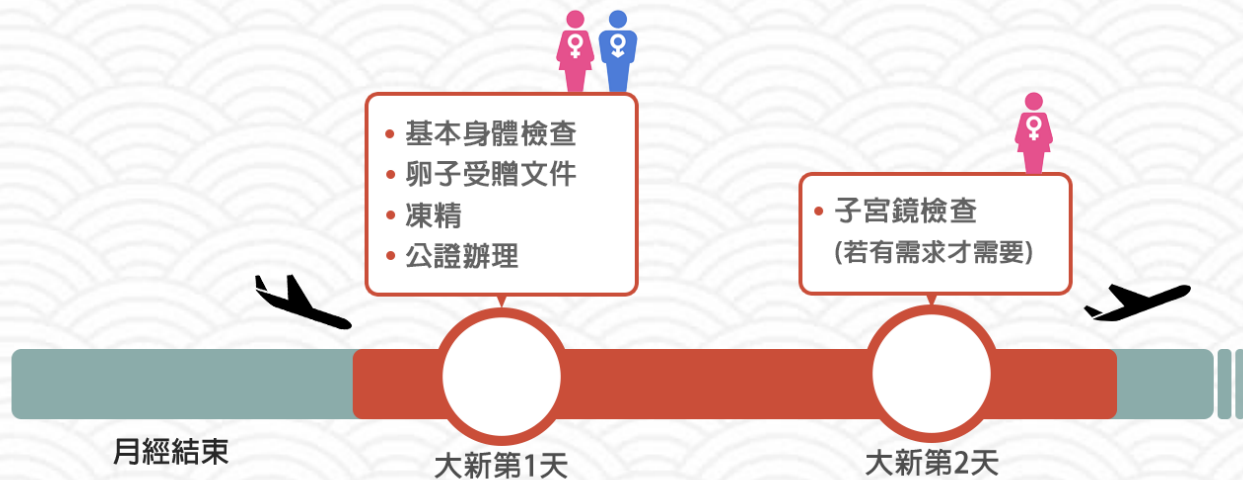 • 基本身體檢查
• 卵子受贈文件
• 凍精
• 公證辦理
• 子宮鏡檢查
(若有需求才需要)
月經結束
大新第1天
大新第2天